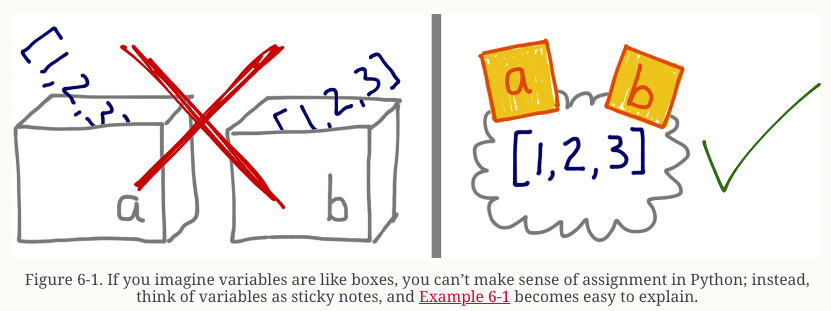 [1,2,3,
[1,2,3]
a
b
a
b
[1,2,3]
Figure 6-1. If you imagine variables are like boxes, you can’t make sense of assignment in Python; instead,
think of variables as sticky notes, and Example 6-1 becomes easy to explain.